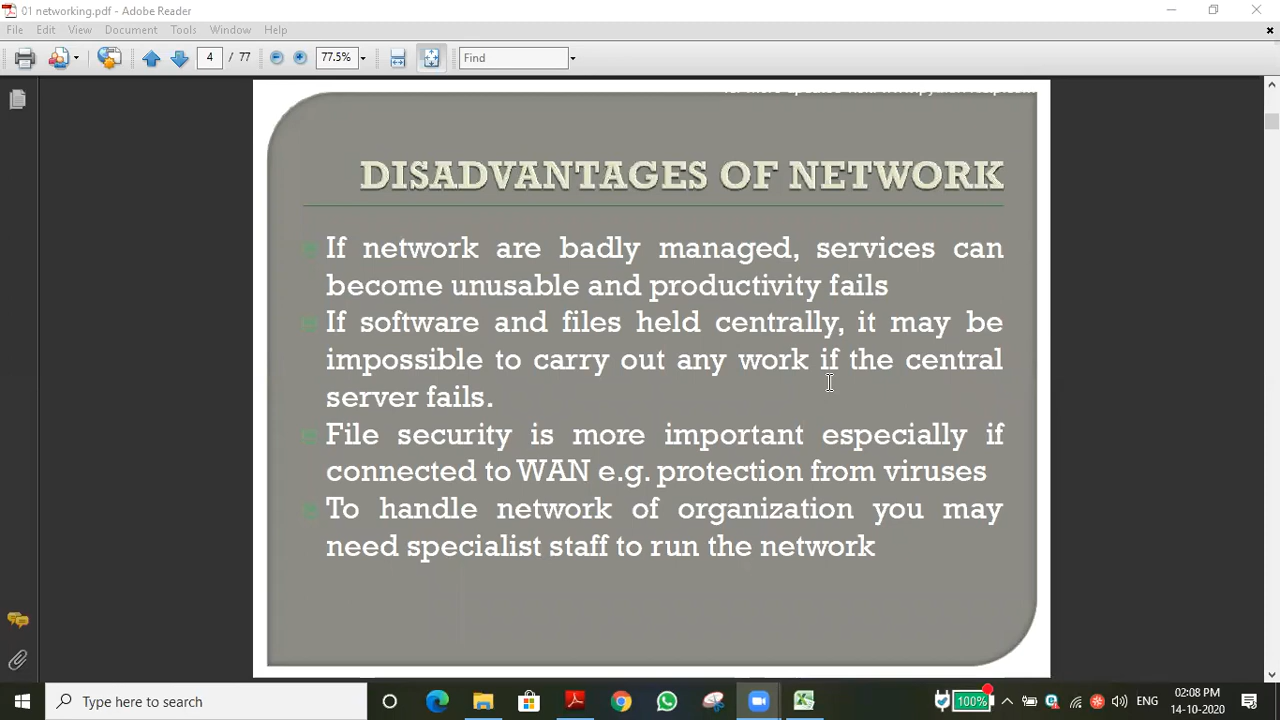 01 networking.pdf - Adobe Reader
File Edit View Document Tools Window Help
4 / 77 77.5% Find
DISADVANTAGES OF NETWORK
If network are badly managed, services can
become unusable and productivity fails
If software and files held centrally, it may be
impossible to carry out any work if the central
server fails.
File security is more important especially if
connected to WAN e.g. protection from viruses
To handle network of organization you may
need specialist staff to run the network
Type here to search
100% ENG 02:08 PM
14-10-2020